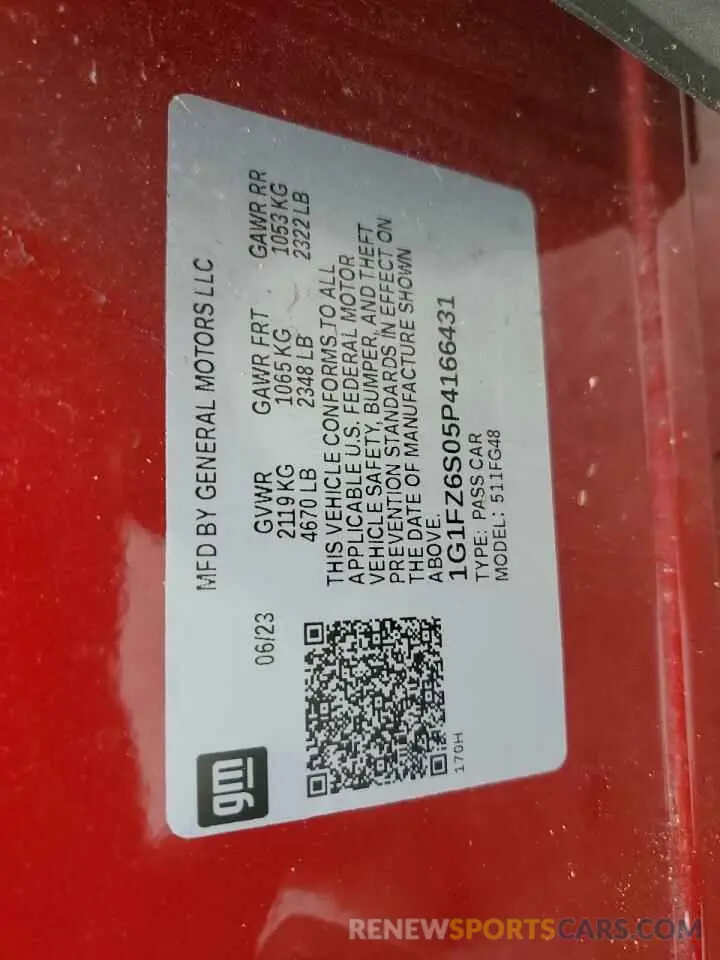 MFD BY GENERAL MOTORS LLC
06/23
GVWR GAWR FRT GAWR RR
2119 KG 1065 KG 1053 KG
4670 LB 2348 LB 2322 LB
THIS VEHICLE CONFORMS TO ALL
APPLICABLE U.S. FEDERAL MOTOR
VEHICLE SAFETY, BUMPER, AND THEFT
PREVENTION STANDARDS IN EFFECT ON
THE DATE OF MANUFACTURE SHOWN
ABOVE.
1G1FZ6S05P4166431
TYPE: PASS CAR
MODEL: 511FG48
gm
170H
RENEWSPORTSCARS.COM